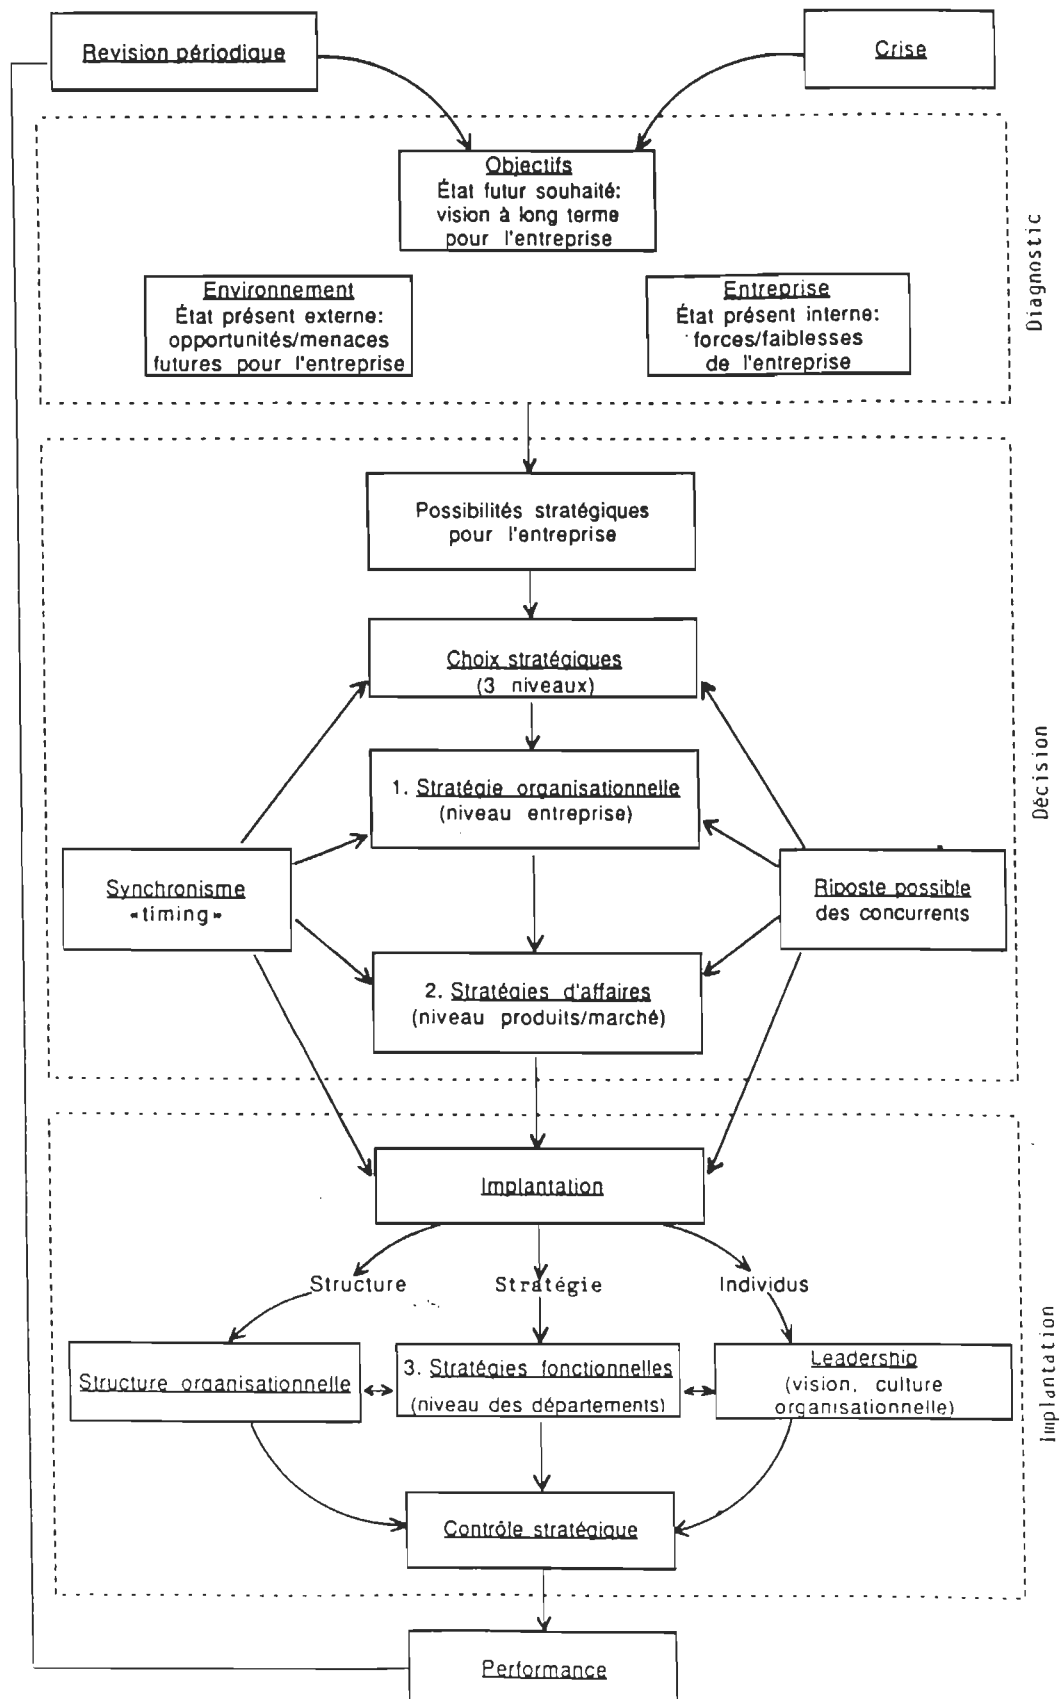 Revision périodique
Crise
Objectifs
État futur souhaité:
vision à long terme
pour l'entreprise
Environnement
État présent externe:
opportunités/menaces
futures pour l'entreprise
Entreprise
État présent interne:
forces/faiblesses
de l'entreprise
Diagnostic
Possibilités stratégiques
pour l'entreprise
Choix stratégiques
(3 niveaux)
1. Stratégie organisationnelle
(niveau entreprise)
Synchronisme
«timing»
Riposte possible
des concurrents
2. Stratégies d'affaires
(niveau produits/marché)
Décision
Implantation
Structure
Stratégie
Individus
Structure organisationnelle
3. Stratégies fonctionnelles
(niveau des départements)
Leadership
(vision, culture
organisationnelle)
Contrôle stratégique
Implantation
Performance